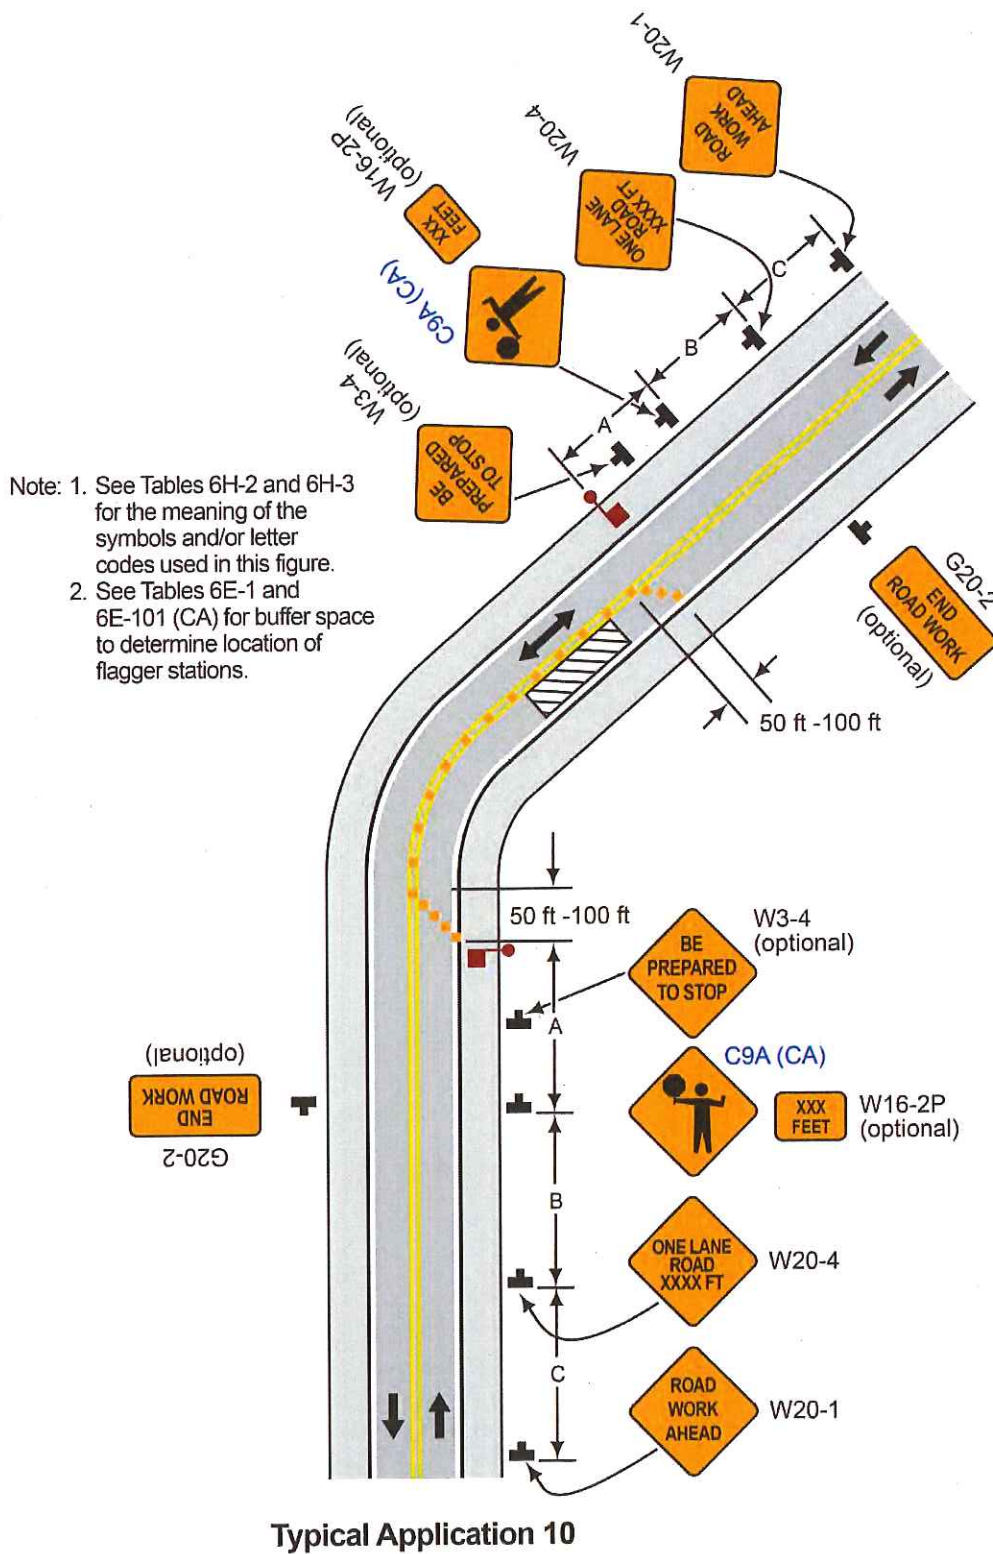 W20-1
ROAD
WORK
AHEAD
W20-4
ONE LANE
ROAD
XXXX FT
W16-2P
(optional)
XXX
FEET
C9A (CA)
W3-4
(optional)
BE
PREPARED
TO STOP
C
B
A
Note: 1. See Tables 6H-2 and 6H-3
for the meaning of the
symbols and/or letter
codes used in this figure.
2. See Tables 6E-1 and
6E-101 (CA) for buffer space
to determine location of
flagger stations.
G20-2
END
ROAD WORK
(optional)
50 ft -100 ft
50 ft -100 ft
BE
PREPARED
TO STOP
W3-4
(optional)
A
C9A (CA)
XXX
FEET
W16-2P
(optional)
G20-2
END
ROAD WORK
(optional)
B
ONE LANE
ROAD
XXXX FT
W20-4
C
ROAD
WORK
AHEAD
W20-1
Typical Application 10